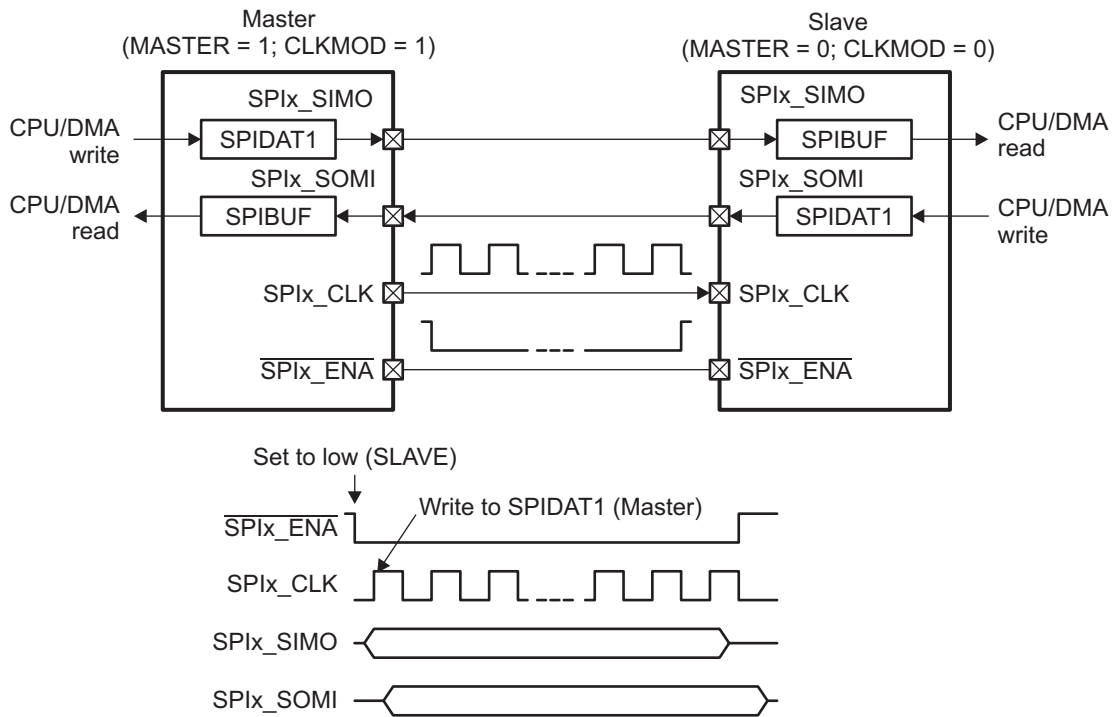 Master
(MASTER = 1; CLKMOD = 1)
Slave
(MASTER = 0; CLKMOD = 0)
SPIx_SIMO
SPIx_SIMO
CPU/DMA
write
SPIDAT1
SPIBUF
CPU/DMA
read
SPIx_SOMI
SPIx_SOMI
CPU/DMA
read
SPIBUF
SPIDAT1
CPU/DMA
write
SPIx_CLK
SPIx_CLK
SPIx_ENA
SPIx_ENA
Set to low (SLAVE)
Write to SPIDAT1 (Master)
SPIx_ENA
SPIx_CLK
SPIx_SIMO
SPIx_SOMI